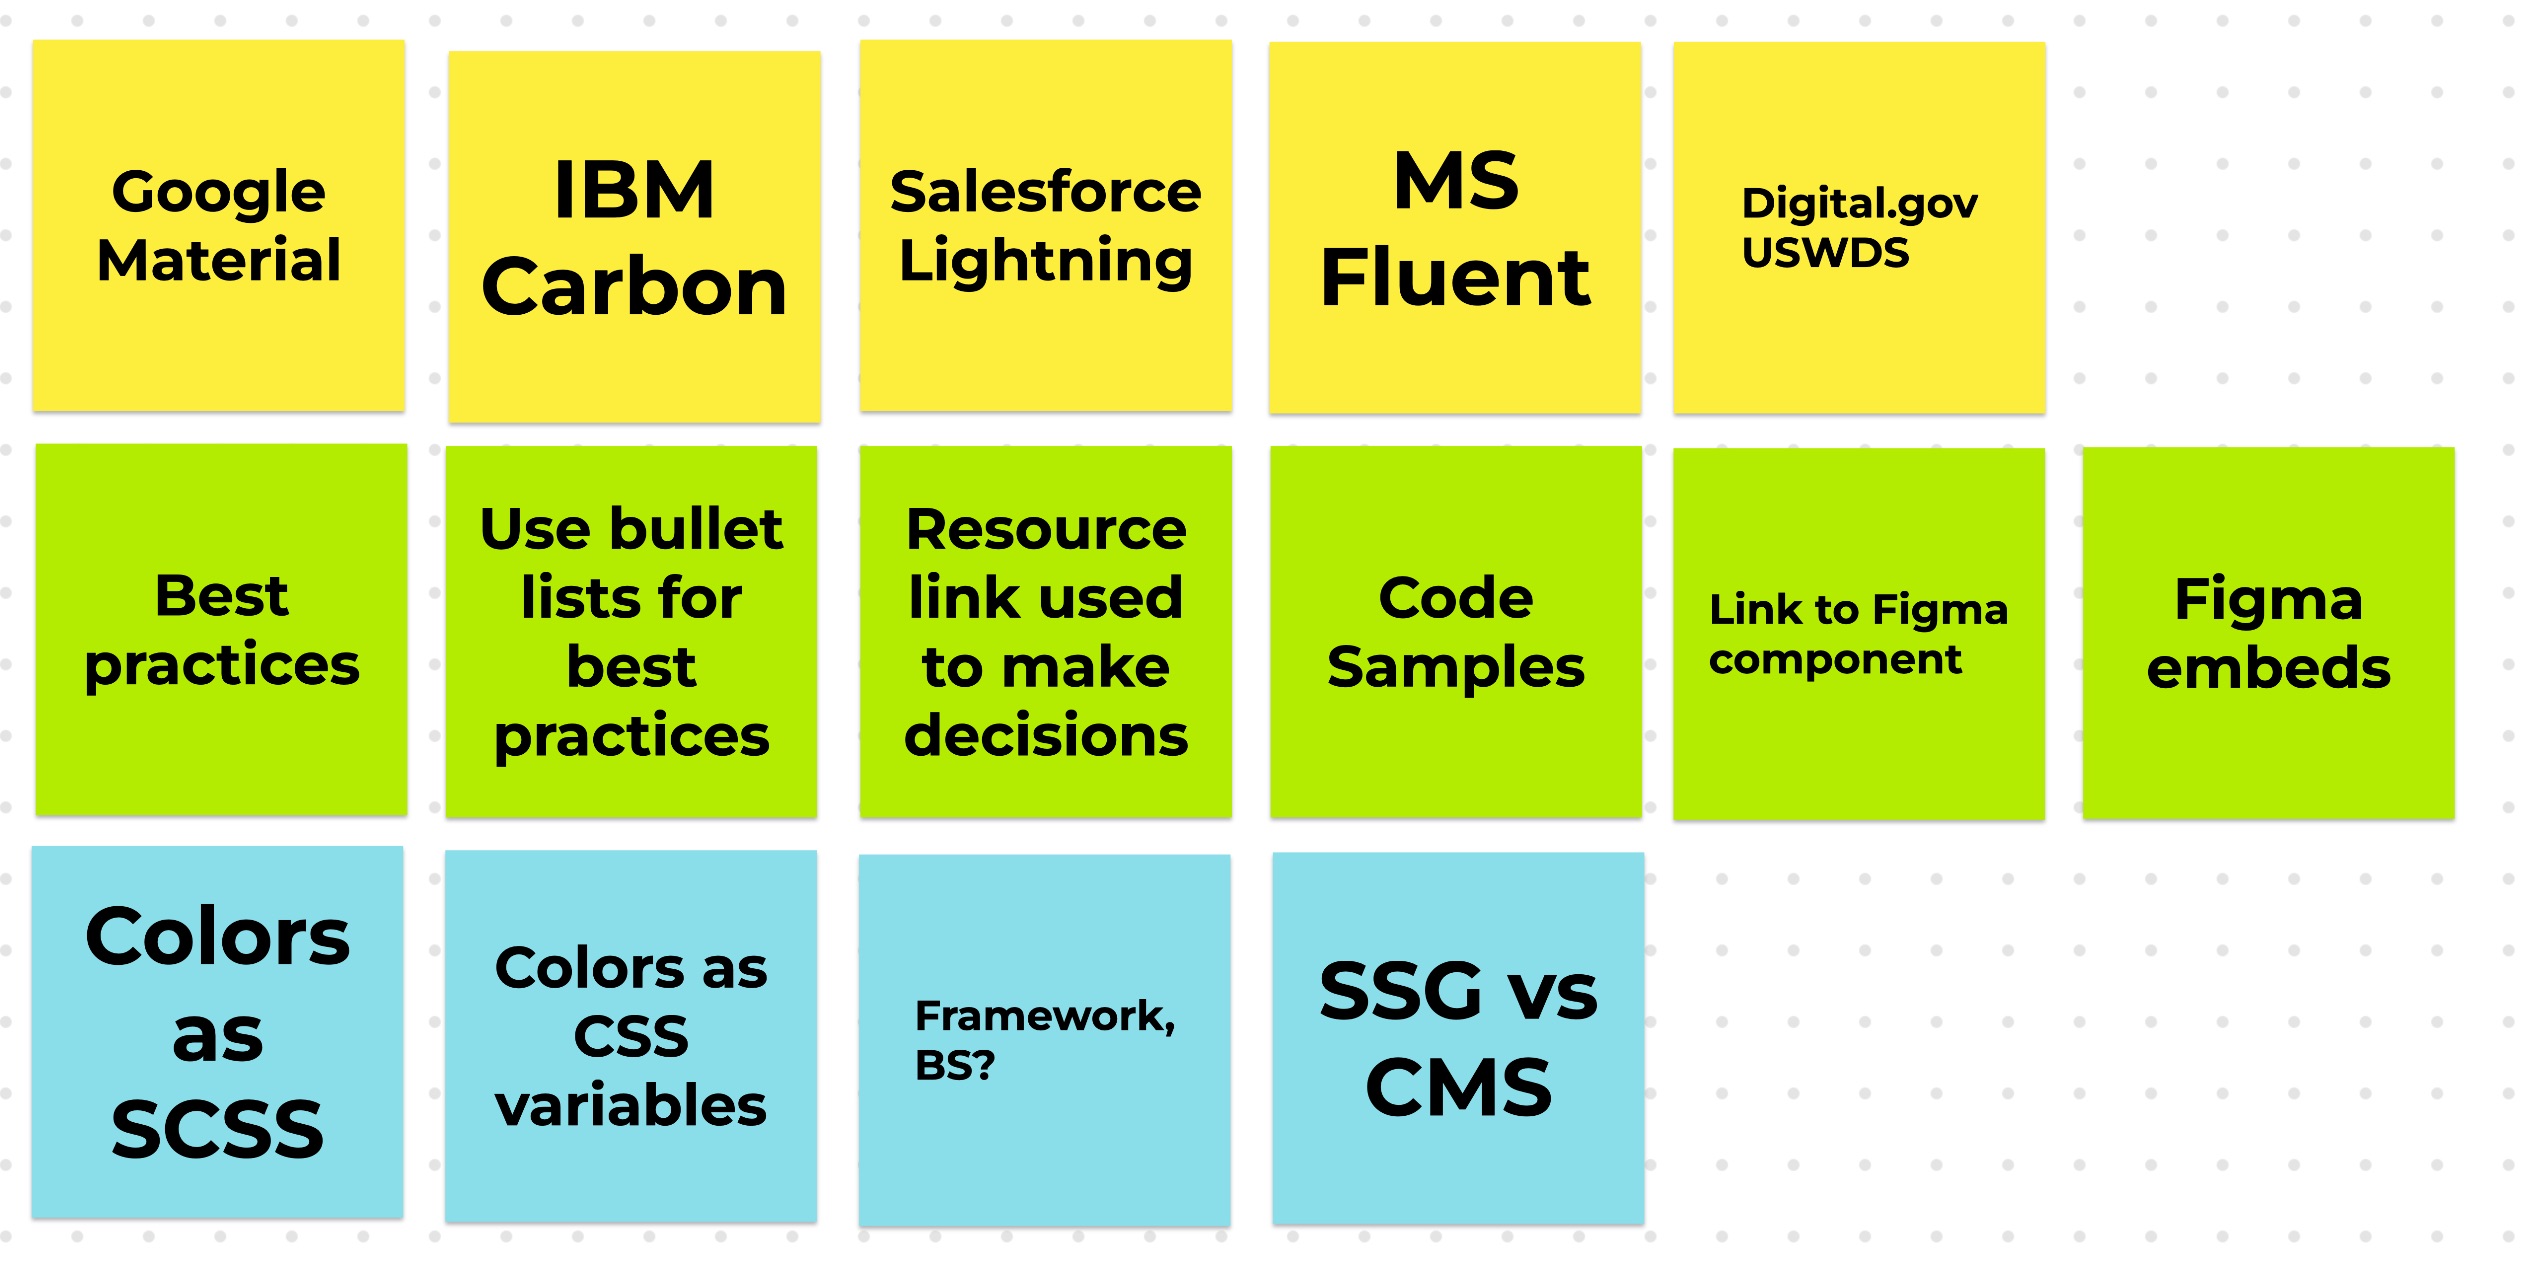 Google
Material
IBM
Carbon
Salesforce
Lightning
MS
Fluent
Digital.gov
USWDS
Best
practices
Use bullet
lists for
best
practices
Resource
link used
to make
decisions
Code
Samples
Link to Figma
component
Figma
embeds
Colors
as
SCSS
Colors as
CSS
variables
Framework,
BS?
SSG vs
CMS